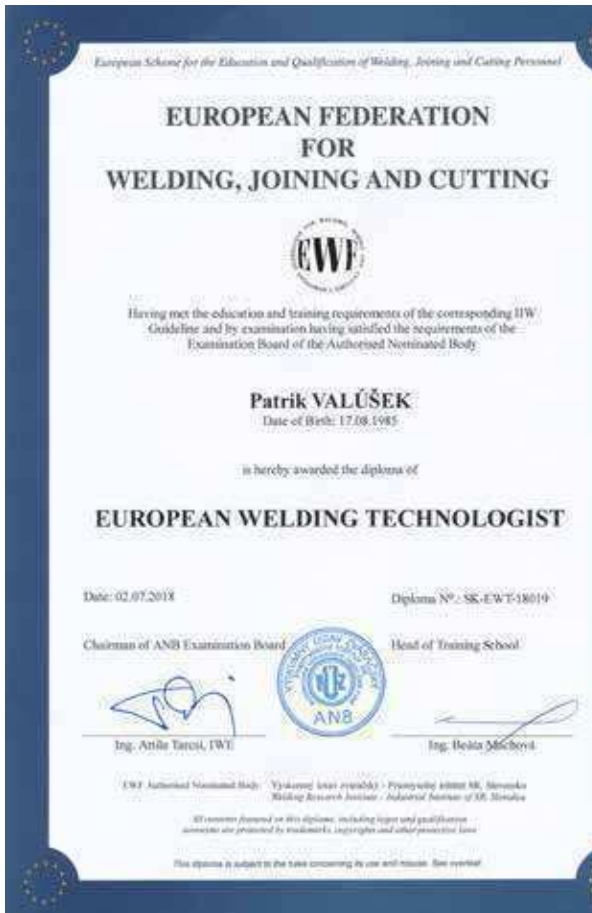 European Scheme for the Education and Qualification of Welding, Joining and Cutting Personnel
EUROPEAN FEDERATION
FOR
WELDING, JOINING AND CUTTING
EWF
Having met the education and training requirements of the corresponding IIW
Guideline and by examination having satisfied the requirements of the
Examination Board of the Authorised Nominated Body
Patrik VALÚŠEK
Date of Birth: 17.08.1985
is hereby awarded the diploma of
EUROPEAN WELDING TECHNOLOGIST
Date: 02.07.2018
Diploma Nº.: SK-EWT-18019
Chairman of ANB Examination Board
Head of Training School
VÝSKUMNÝ ÚSTAV ZVÁRAČSKÝ
ANB
Ing. Attila Tarcsi, IWE
Ing. Beáta Machová
EWF Authorised Nominated Body: Výskumný ústav zváračský - Priemyselný inštitút SR, Slovensko
Welding Research Institute - Industrial Institute of SR, Slovakia
All contents featured on this diploma, including logos and qualification
acronyms are protected by trademarks, copyrights and other protective laws
This diploma is subject to the rules concerning its use and misuse. See overleaf